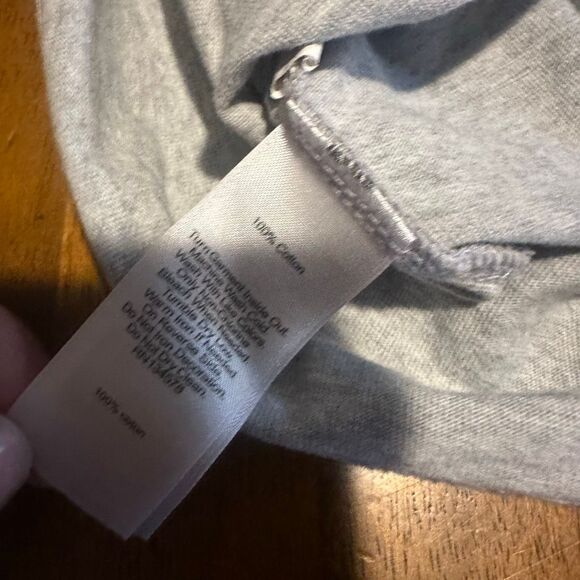 100% Cotton
Turn Garment Inside Out.
Machine Wash Cold
Wash With Like Colors
Only Non-Chlorine
Bleach When Needed.
Tumble Dry Low.
Warm Iron If Needed
On Reverse Side,
Do Not Iron Decoration.
Do Not Dry Clean.
100%